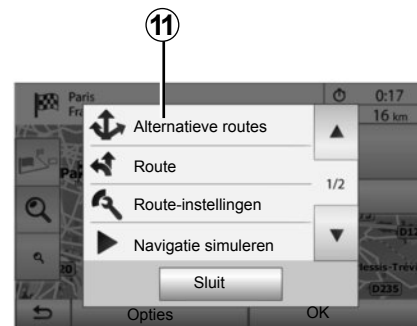 11
Paris
Fra
0:17
16 km
Alternatieve routes
Route
1/2
Route-instellingen
Navigatie simuleren
Sluit
D235
Opties
OK